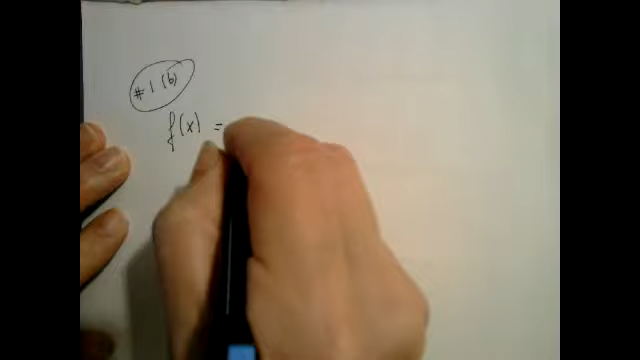 #1(b)
f(x) =